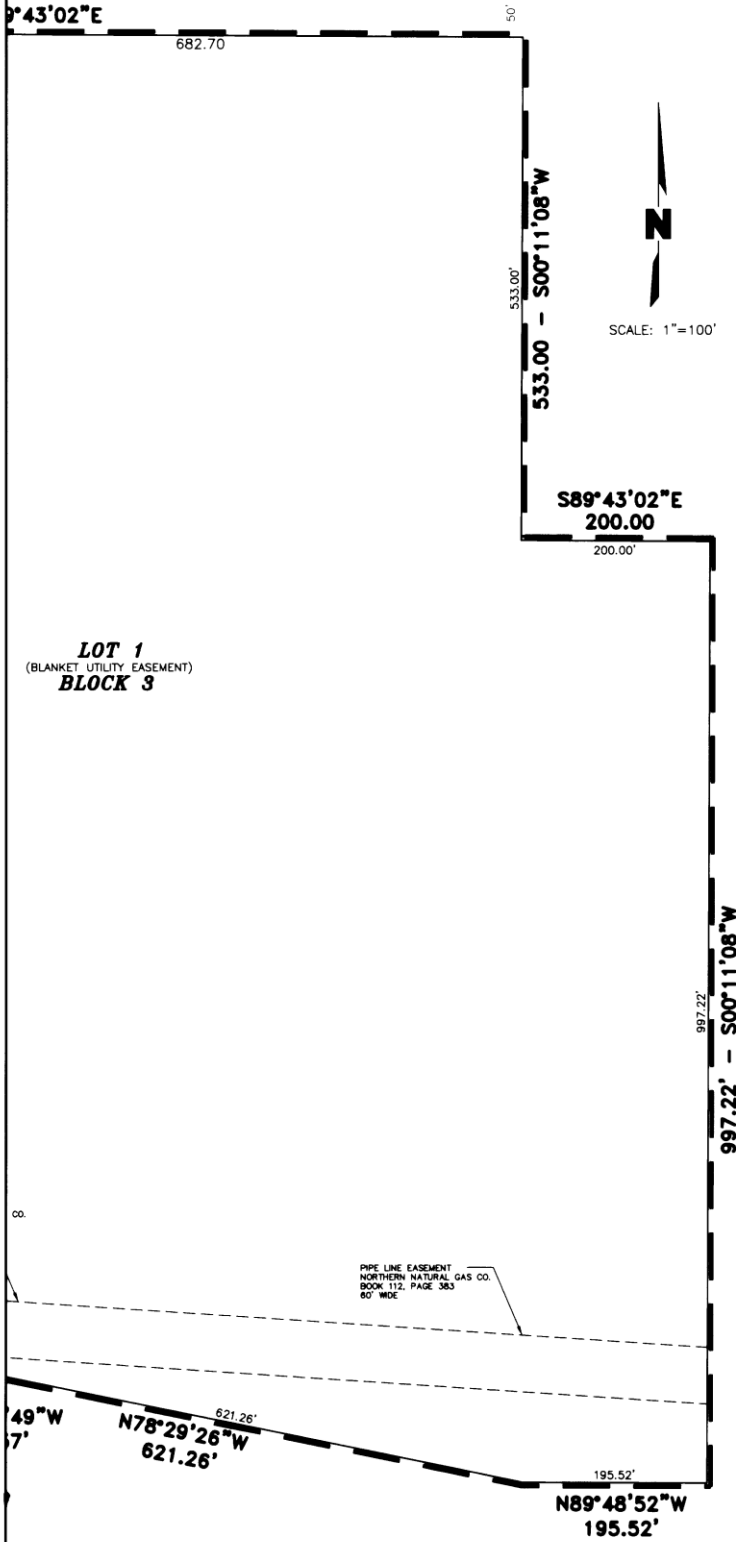 9°43'02"E
50'
682.70
533.00'
533.00 - S00°11'08"W
N
SCALE: 1"=100'
S89°43'02"E
200.00
200.00'
LOT 1
(BLANKET UTILITY EASEMENT)
BLOCK 3
997.22'
997.22' - S00°11'08"W
CO.
PIPE LINE EASEMENT
NORTHERN NATURAL GAS CO.
BOOK 112, PAGE 383
60' WIDE
'49"W
57'
621.26'
N78°29'26"W
621.26'
195.52'
N89°48'52"W
195.52'